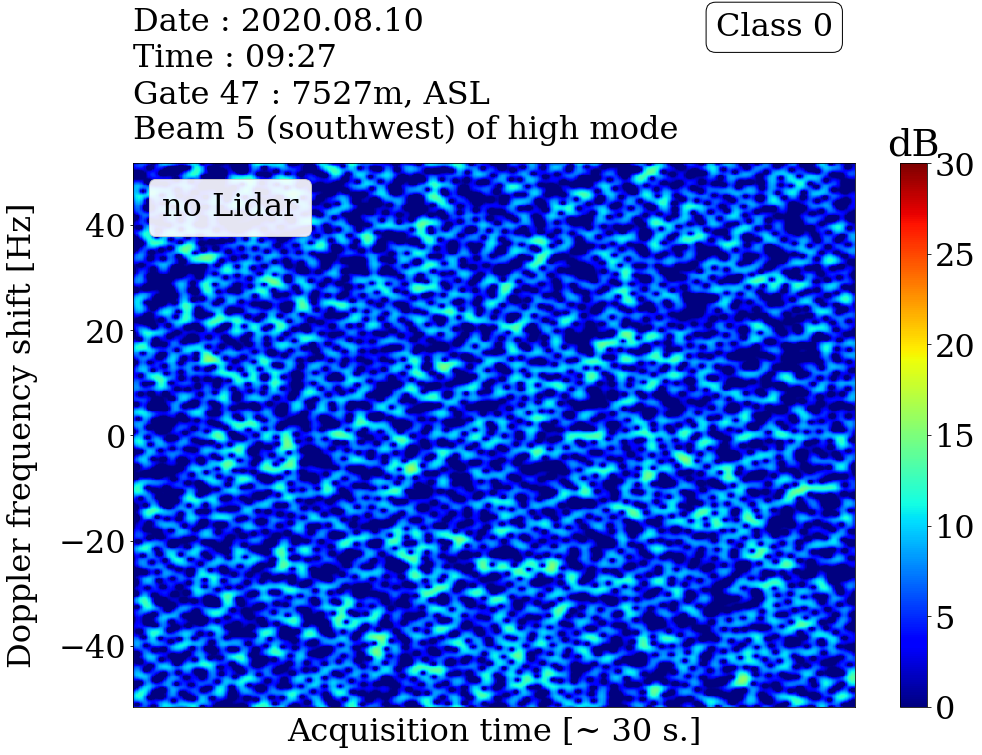 Date : 2020.08.10
Time : 09:27
Gate 47 : 7527m, ASL
Beam 5 (southwest) of high mode
Class 0
dB
no Lidar
Doppler frequency shift [Hz]
40
20
0
−20
−40
30
25
20
15
10
5
0
Acquisition time [~ 30 s.]